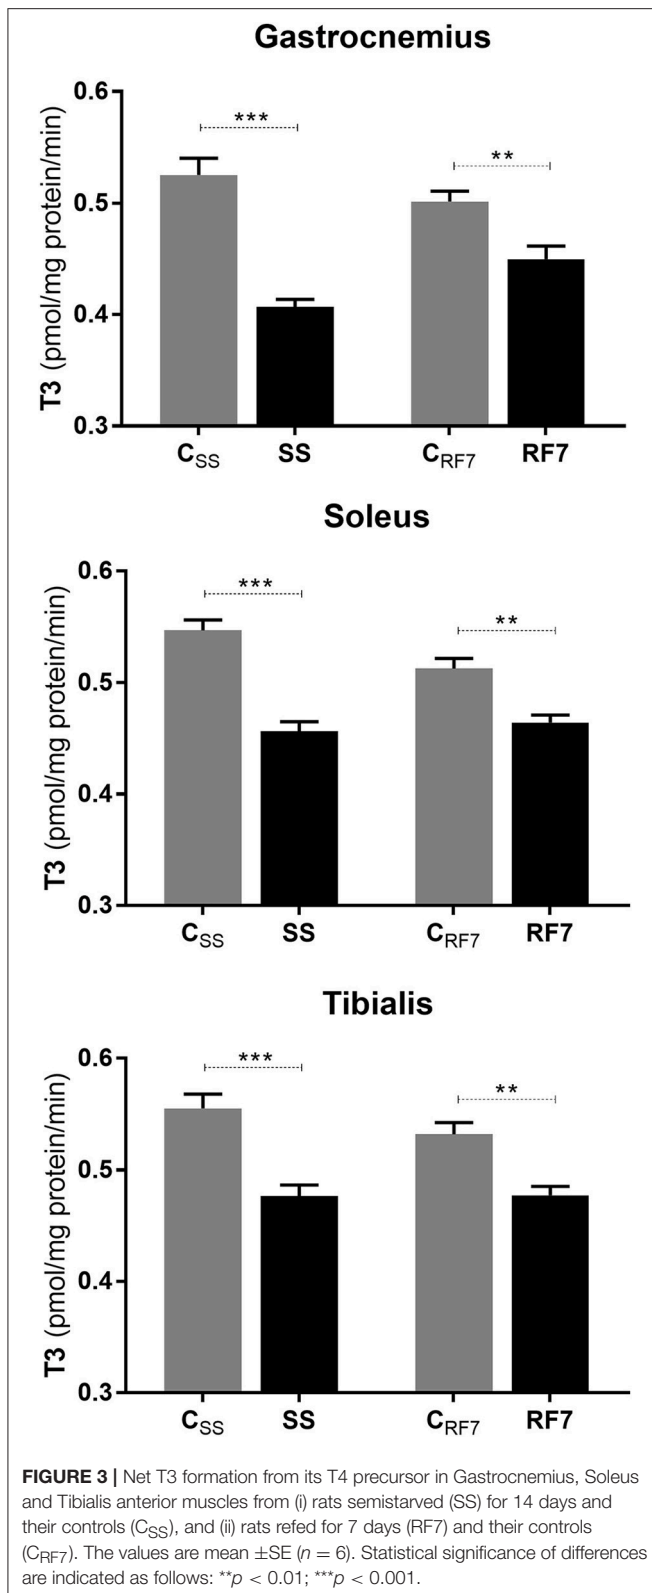 Gastrocnemius
0.6
***
**
0.5
0.4
0.3
T3 (pmol/mg protein/min)
CSS SS CRF7 RF7
Soleus
0.6
***
**
0.5
0.4
0.3
T3 (pmol/mg protein/min)
CSS SS CRF7 RF7
Tibialis
0.6
***
**
0.5
0.4
0.3
T3 (pmol/mg protein/min)
CSS SS CRF7 RF7
FIGURE 3 | Net T3 formation from its T4 precursor in Gastrocnemius, Soleus
and Tibialis anterior muscles from (i) rats semistarved (SS) for 14 days and
their controls (CSS), and (ii) rats refed for 7 days (RF7) and their controls
(CRF7). The values are mean ±SE (n = 6). Statistical significance of differences
are indicated as follows: **p < 0.01; ***p < 0.001.